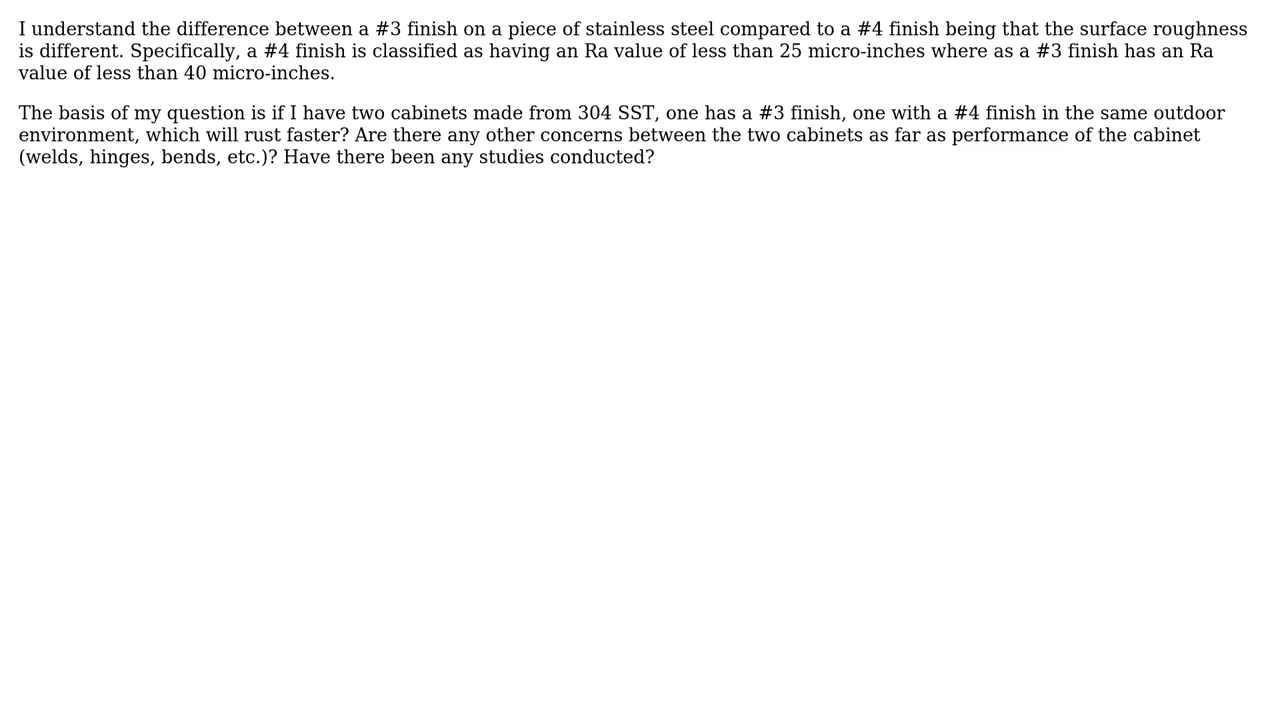 I understand the difference between a #3 finish on a piece of stainless steel compared to a #4 finish being that the surface roughness
is different. Specifically, a #4 finish is classified as having an Ra value of less than 25 micro-inches where as a #3 finish has an Ra
value of less than 40 micro-inches.
The basis of my question is if I have two cabinets made from 304 SST, one has a #3 finish, one with a #4 finish in the same outdoor
environment, which will rust faster? Are there any other concerns between the two cabinets as far as performance of the cabinet
(welds, hinges, bends, etc.)? Have there been any studies conducted?